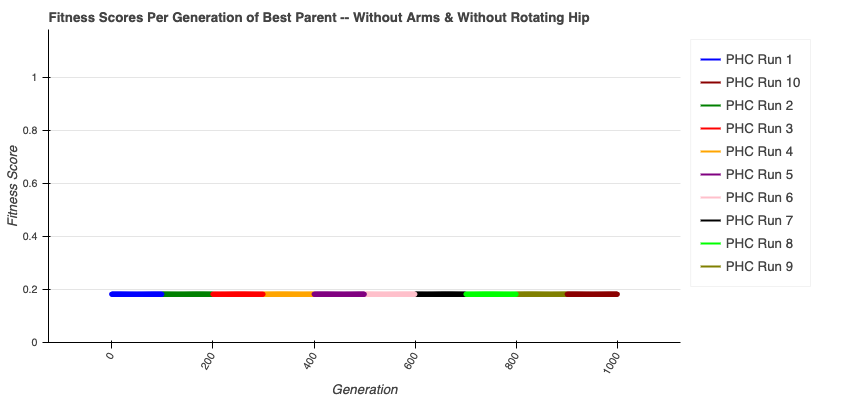 Fitness Scores Per Generation of Best Parent -- Without Arms & Without Rotating Hip
Fitness Score
1
0.8
0.6
0.4
0.2
0
0
200
400
600
800
1000
Generation
PHC Run 1
PHC Run 10
PHC Run 2
PHC Run 3
PHC Run 4
PHC Run 5
PHC Run 6
PHC Run 7
PHC Run 8
PHC Run 9